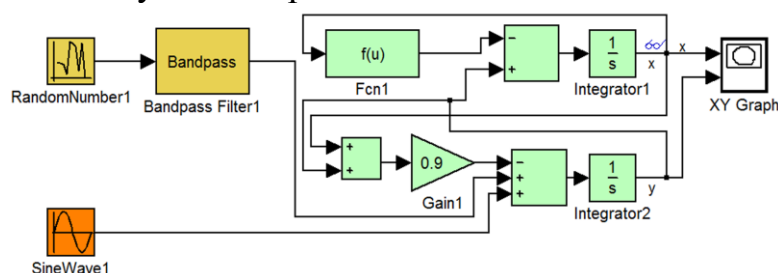 RandomNumber1
Bandpass
Bandpass Filter1
f(u)
Fcn1
−
+
1
s
x
x
Integrator1
XY Graph
+
+
0.9
Gain1
−
+
+
1
s
y
Integrator2
SineWave1